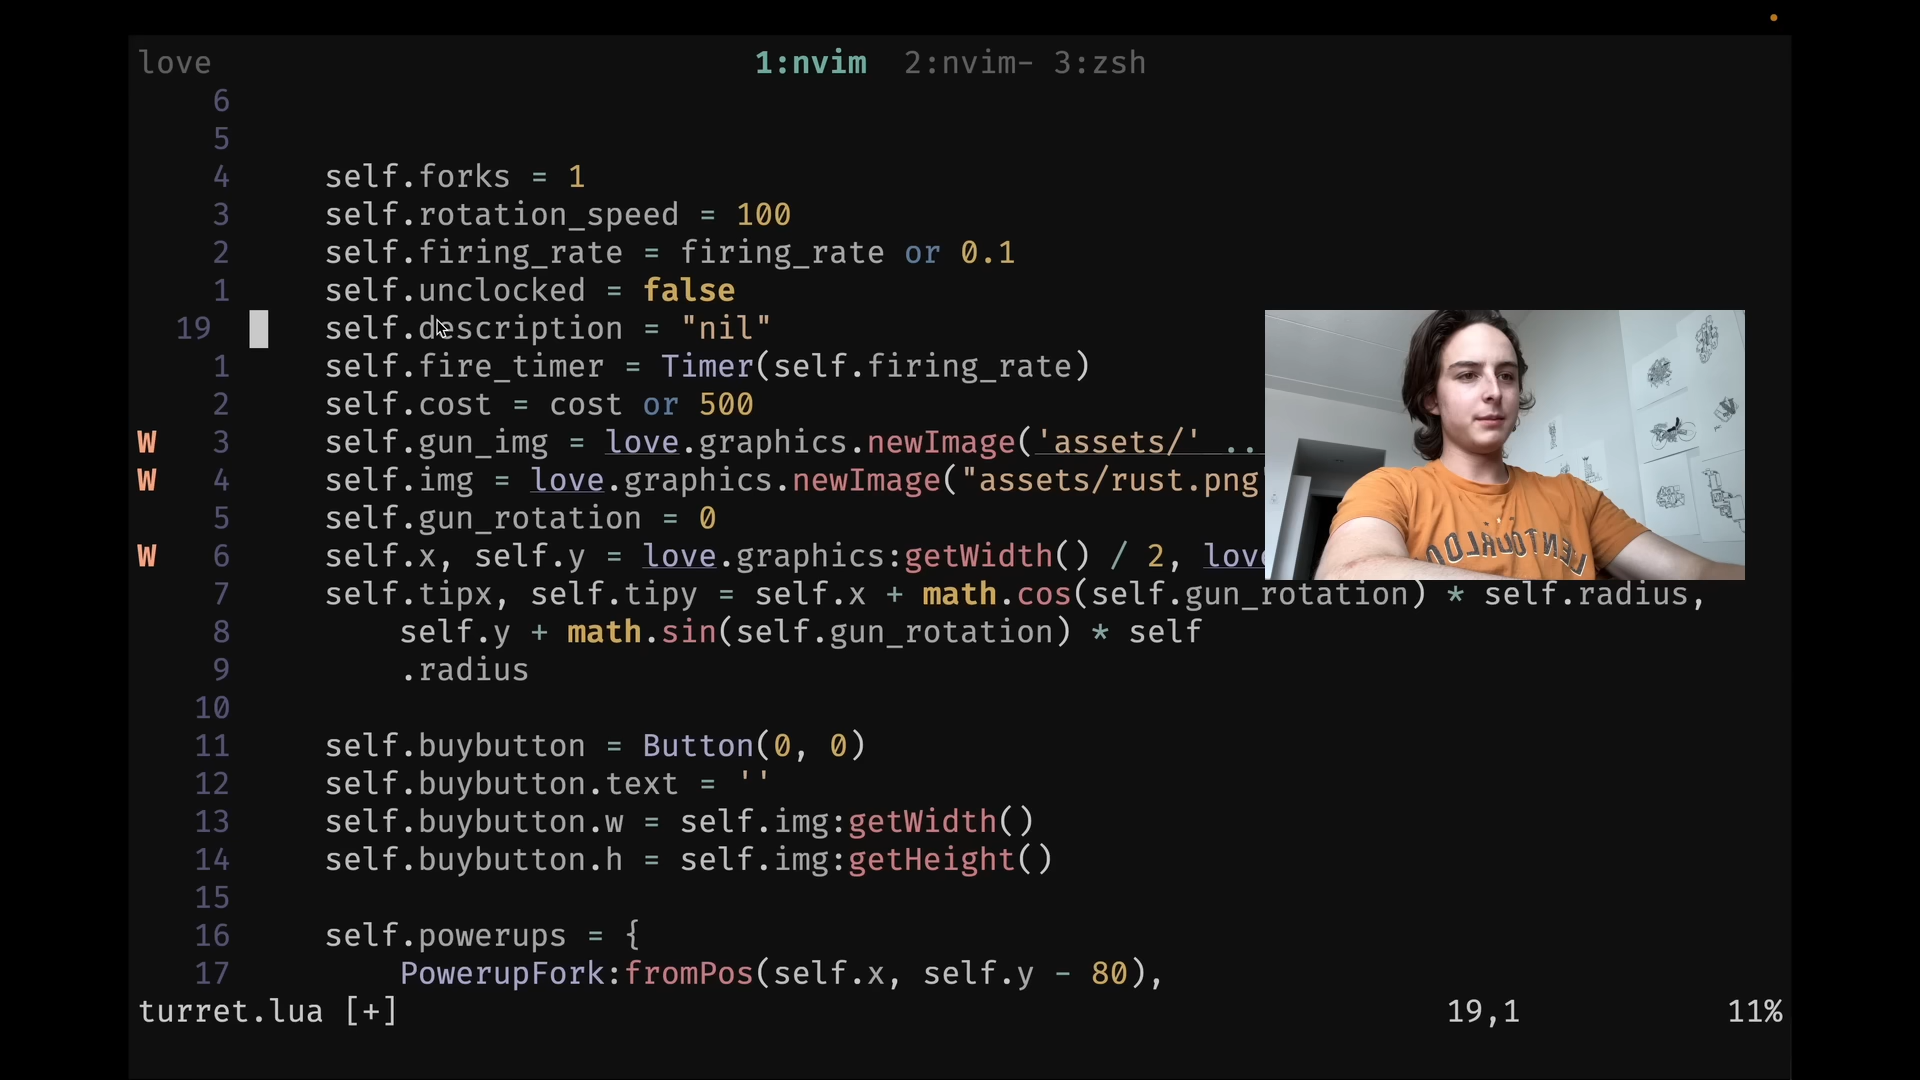 love 1:nvim 2:nvim- 3:zsh
6
5
4 self.forks = 1
3 self.rotation_speed = 100
2 self.firing_rate = firing_rate or 0.1
1 self.unclocked = false
19 self.description = "nil"
1 self.fire_timer = Timer(self.firing_rate)
2 self.cost = cost or 500
W 3 self.gun_img = love.graphics.newImage('assets/' ..
W 4 self.img = love.graphics.newImage("assets/rust.png"
5 self.gun_rotation = 0
W 6 self.x, self.y = love.graphics:getWidth() / 2, love
7 self.tipx, self.tipy = self.x + math.cos(self.gun_rotation) * self.radius,
8 self.y + math.sin(self.gun_rotation) * self
9 .radius
10
11 self.buybutton = Button(0, 0)
12 self.buybutton.text = ''
13 self.buybutton.w = self.img:getWidth()
14 self.buybutton.h = self.img:getHeight()
15
16 self.powerups = {
17 PowerupFork:fromPos(self.x, self.y - 80),
turret.lua [+] 19,1 11%